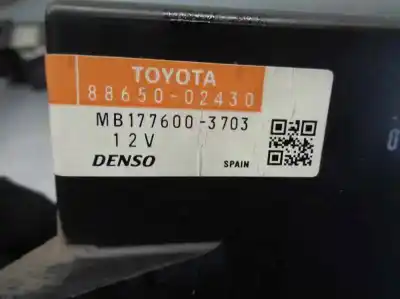 TOYOTA
88650-02430
MB177600-3703
12V
DENSO
SPAIN